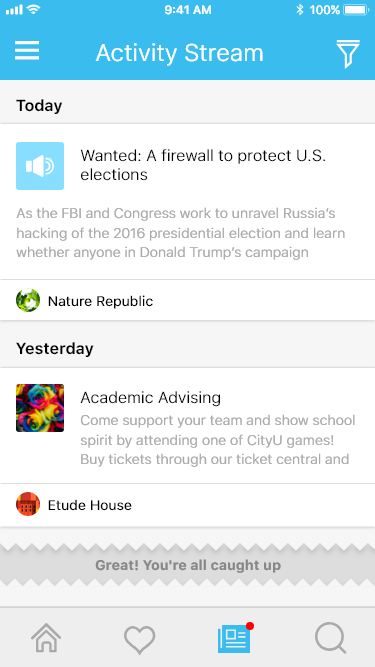 9:41 AM
100%
Activity Stream
Today
Wanted: A firewall to protect U.S.
elections
As the FBI and Congress work to unravel Russia's
hacking of the 2016 presidential election and learn
whether anyone in Donald Trump's campaign
Nature Republic
Yesterday
Academic Advising
Come support your team and show school
spirit by attending one of CityU games!
Buy tickets through our ticket central and
Etude House
Great! You're all caught up